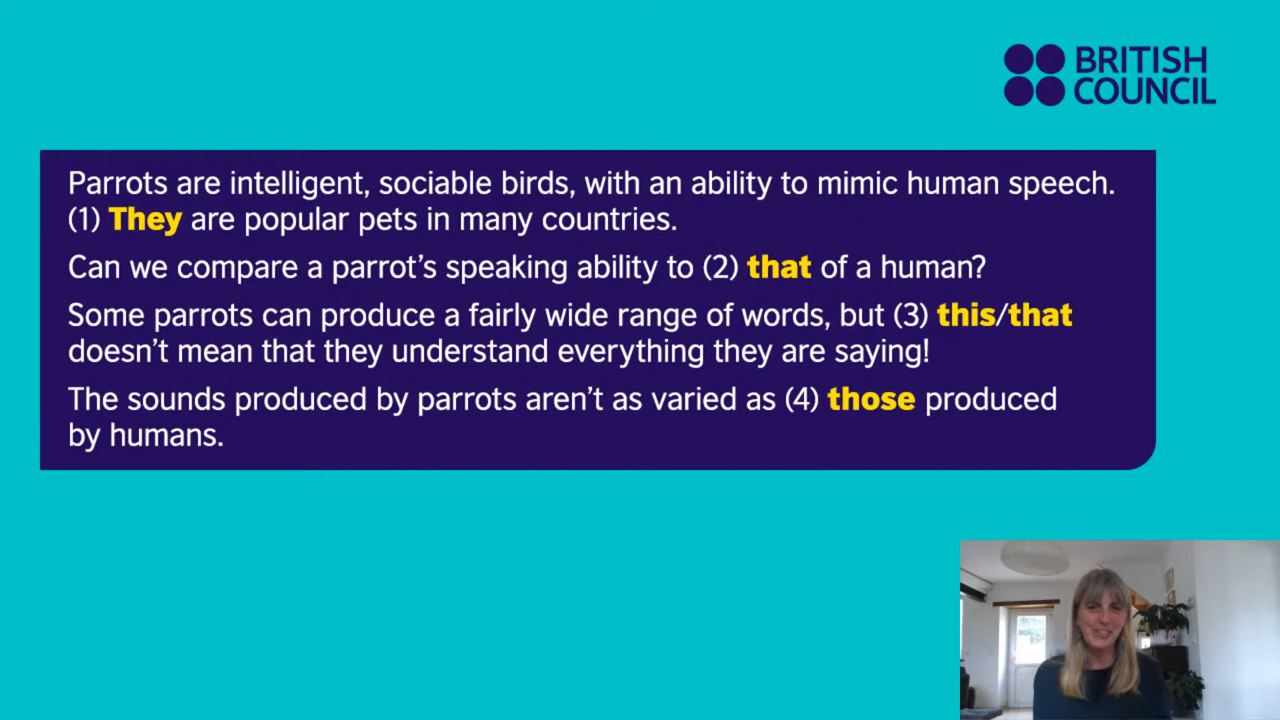 BRITISH
COUNCIL
Parrots are intelligent, sociable birds, with an ability to mimic human speech.
(1) They are popular pets in many countries.
Can we compare a parrot’s speaking ability to (2) that of a human?
Some parrots can produce a fairly wide range of words, but (3) this/that
doesn’t mean that they understand everything they are saying!
The sounds produced by parrots aren’t as varied as (4) those produced
by humans.